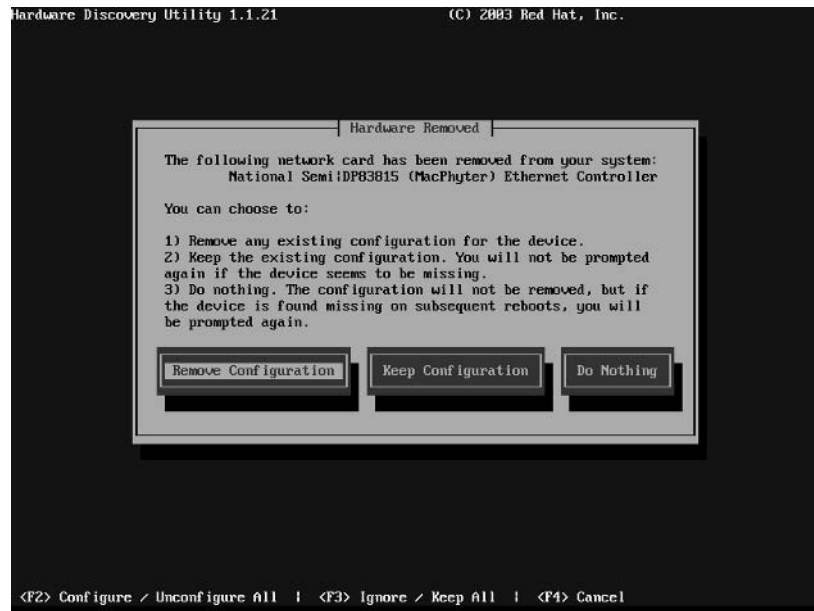 Hardware Discovery Utility 1.1.21 (C) 2003 Red Hat, Inc.
Hardware Removed
The following network card has been removed from your system:
National Semi|DP83815 (MacPhyter) Ethernet Controller
You can choose to:
1) Remove any existing configuration for the device.
2) Keep the existing configuration. You will not be prompted
again if the device seems to be missing.
3) Do nothing. The configuration will not be removed, but if
the device is found missing on subsequent reboots, you will
be prompted again.
Remove Configuration Keep Configuration Do Nothing
<F2> Configure / Unconfigure All | <F3> Ignore / Keep All | <F4> Cancel